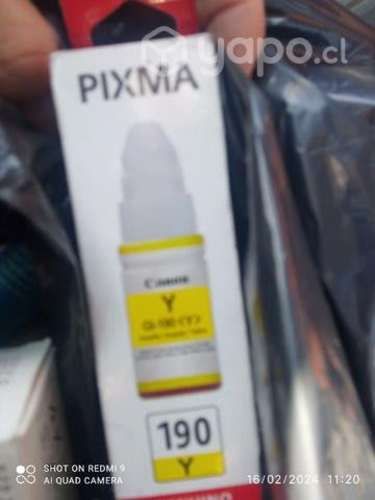 yapo.cl
PIXMA
Canon
Y
GI-190 (Y)
190
Y
SHOT ON REDMI 9
AI QUAD CAMERA
16/02/2024 11:20